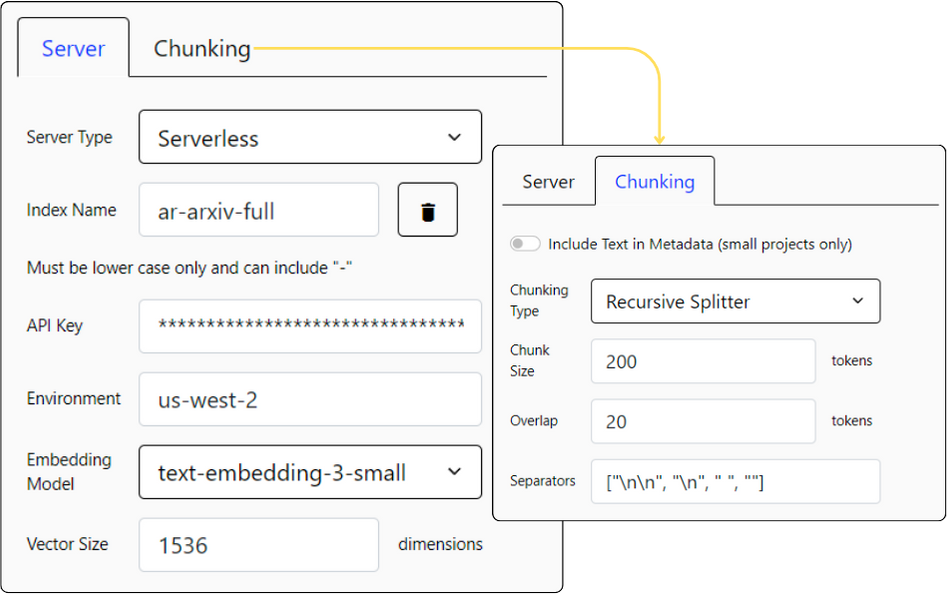 Server Chunking
Server Type Serverless
Index Name ar-arxiv-full
Must be lower case only and can include "-"
API Key ********************************
Environment us-west-2
Embedding
Model text-embedding-3-small
Vector Size 1536 dimensions
Server Chunking
Include Text in Metadata (small projects only)
Chunking
Type Recursive Splitter
Chunk
Size 200 tokens
Overlap 20 tokens
Separators ["\n\n", "\n", " ", ""]